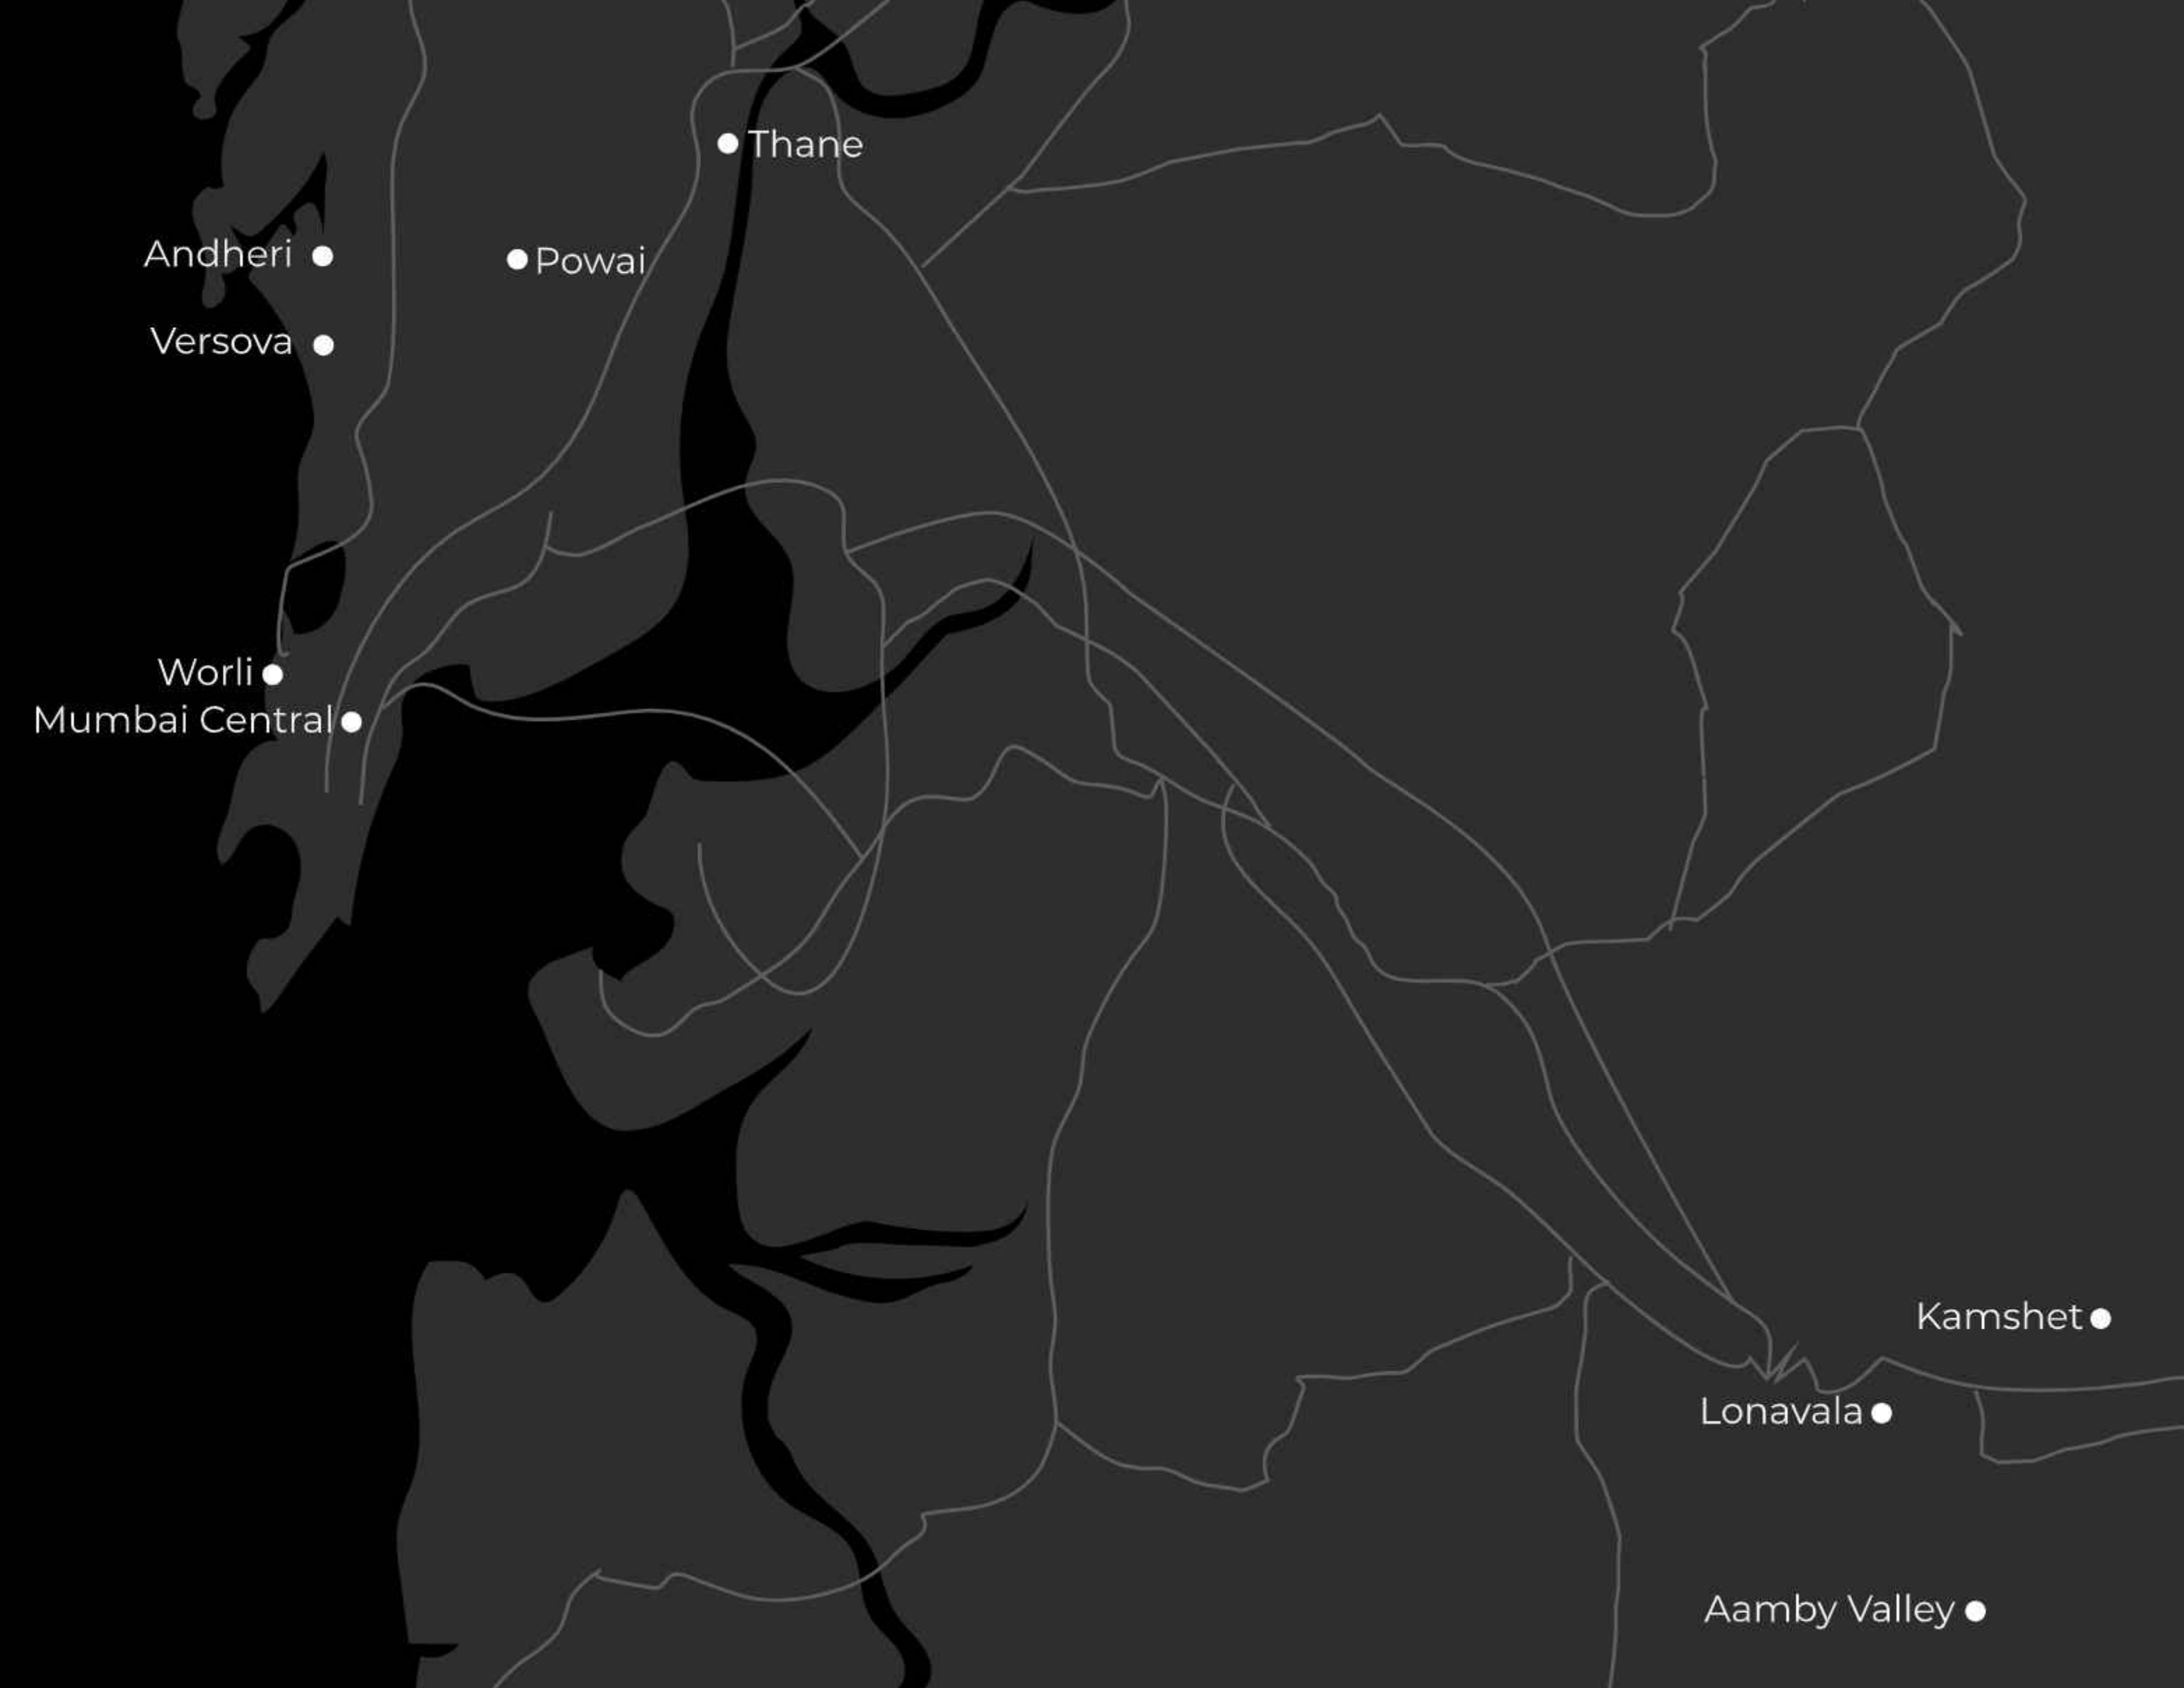 Thane
Andheri
Powai
Versova
Worli
Mumbai Central
Kamshet
Lonavala
Aamby Valley